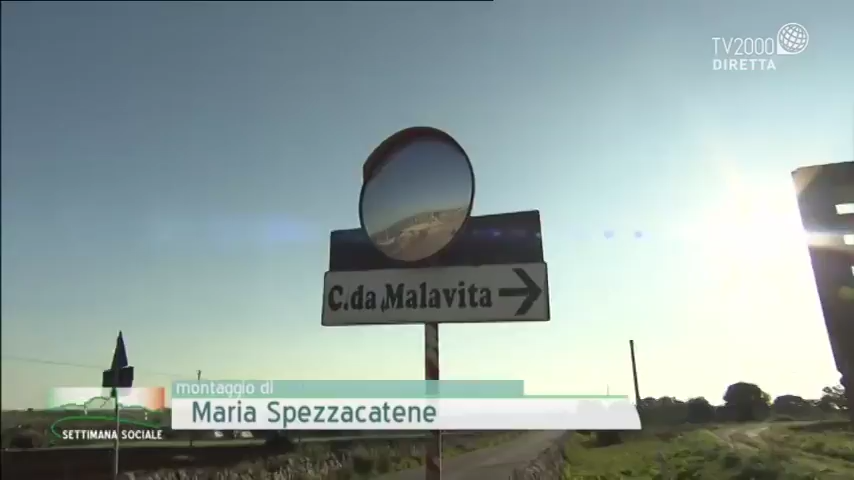 TV2000
DIRETTA
C.da Malavita
montaggio di
Maria Spezzacatene
SETTIMANA SOCIALE